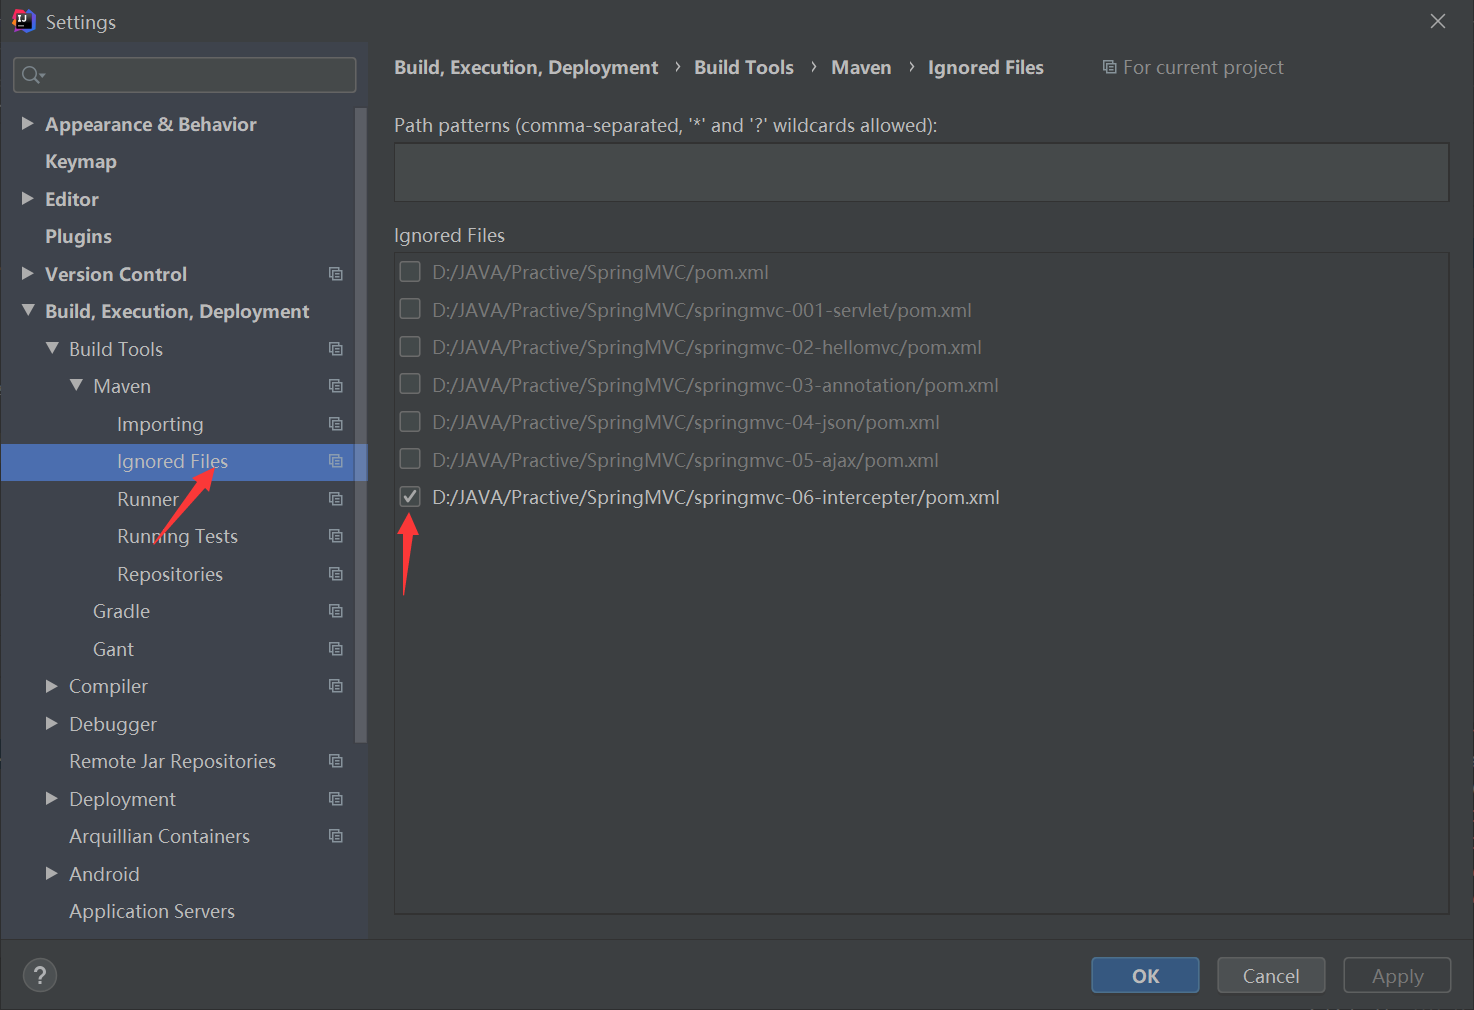 Settings
Appearance & Behavior
Keymap
Editor
Plugins
Version Control
Build, Execution, Deployment
Build Tools
Maven
Importing
Ignored Files
Runner
Running Tests
Repositories
Gradle
Gant
Compiler
Debugger
Remote Jar Repositories
Deployment
Arquillian Containers
Android
Application Servers
Build, Execution, Deployment › Build Tools › Maven › Ignored Files For current project
Path patterns (comma-separated, '*' and '?' wildcards allowed):
Ignored Files
D:/JAVA/Practive/SpringMVC/pom.xml
D:/JAVA/Practive/SpringMVC/springmvc-001-servlet/pom.xml
D:/JAVA/Practive/SpringMVC/springmvc-02-hellomvc/pom.xml
D:/JAVA/Practive/SpringMVC/springmvc-03-annotation/pom.xml
D:/JAVA/Practive/SpringMVC/springmvc-04-json/pom.xml
D:/JAVA/Practive/SpringMVC/springmvc-05-ajax/pom.xml
D:/JAVA/Practive/SpringMVC/springmvc-06-intercepter/pom.xml
?
OK Cancel Apply